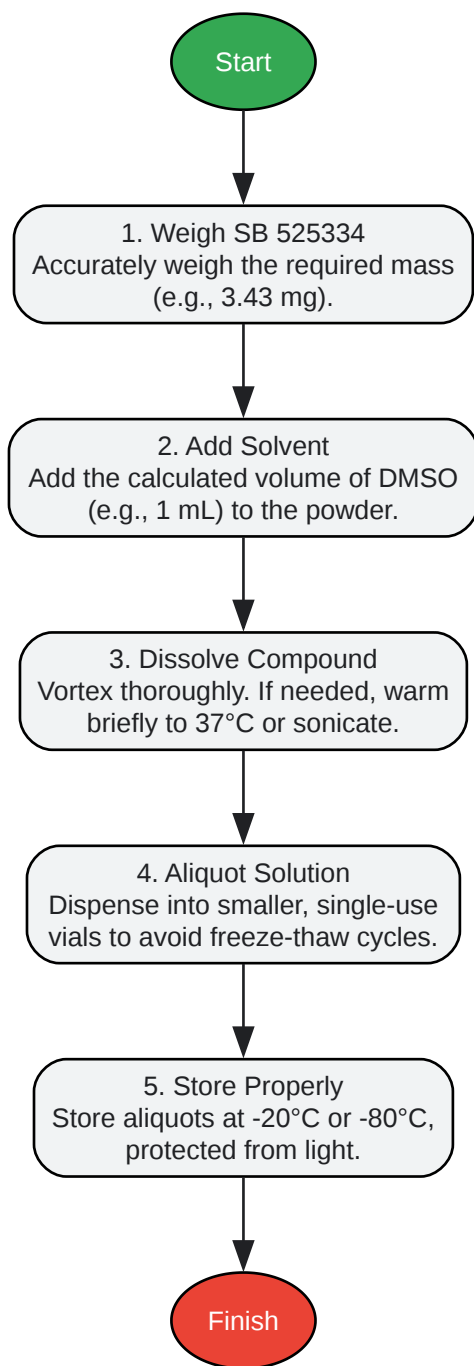 Start
1. Weigh SB 525334
Accurately weigh the required mass
(e.g., 3.43 mg).
2. Add Solvent
Add the calculated volume of DMSO
(e.g., 1 mL) to the powder.
3. Dissolve Compound
Vortex thoroughly. If needed, warm
briefly to 37°C or sonicate.
4. Aliquot Solution
Dispense into smaller, single-use
vials to avoid freeze-thaw cycles.
5. Store Properly
Store aliquots at -20°C or -80°C,
protected from light.
Finish